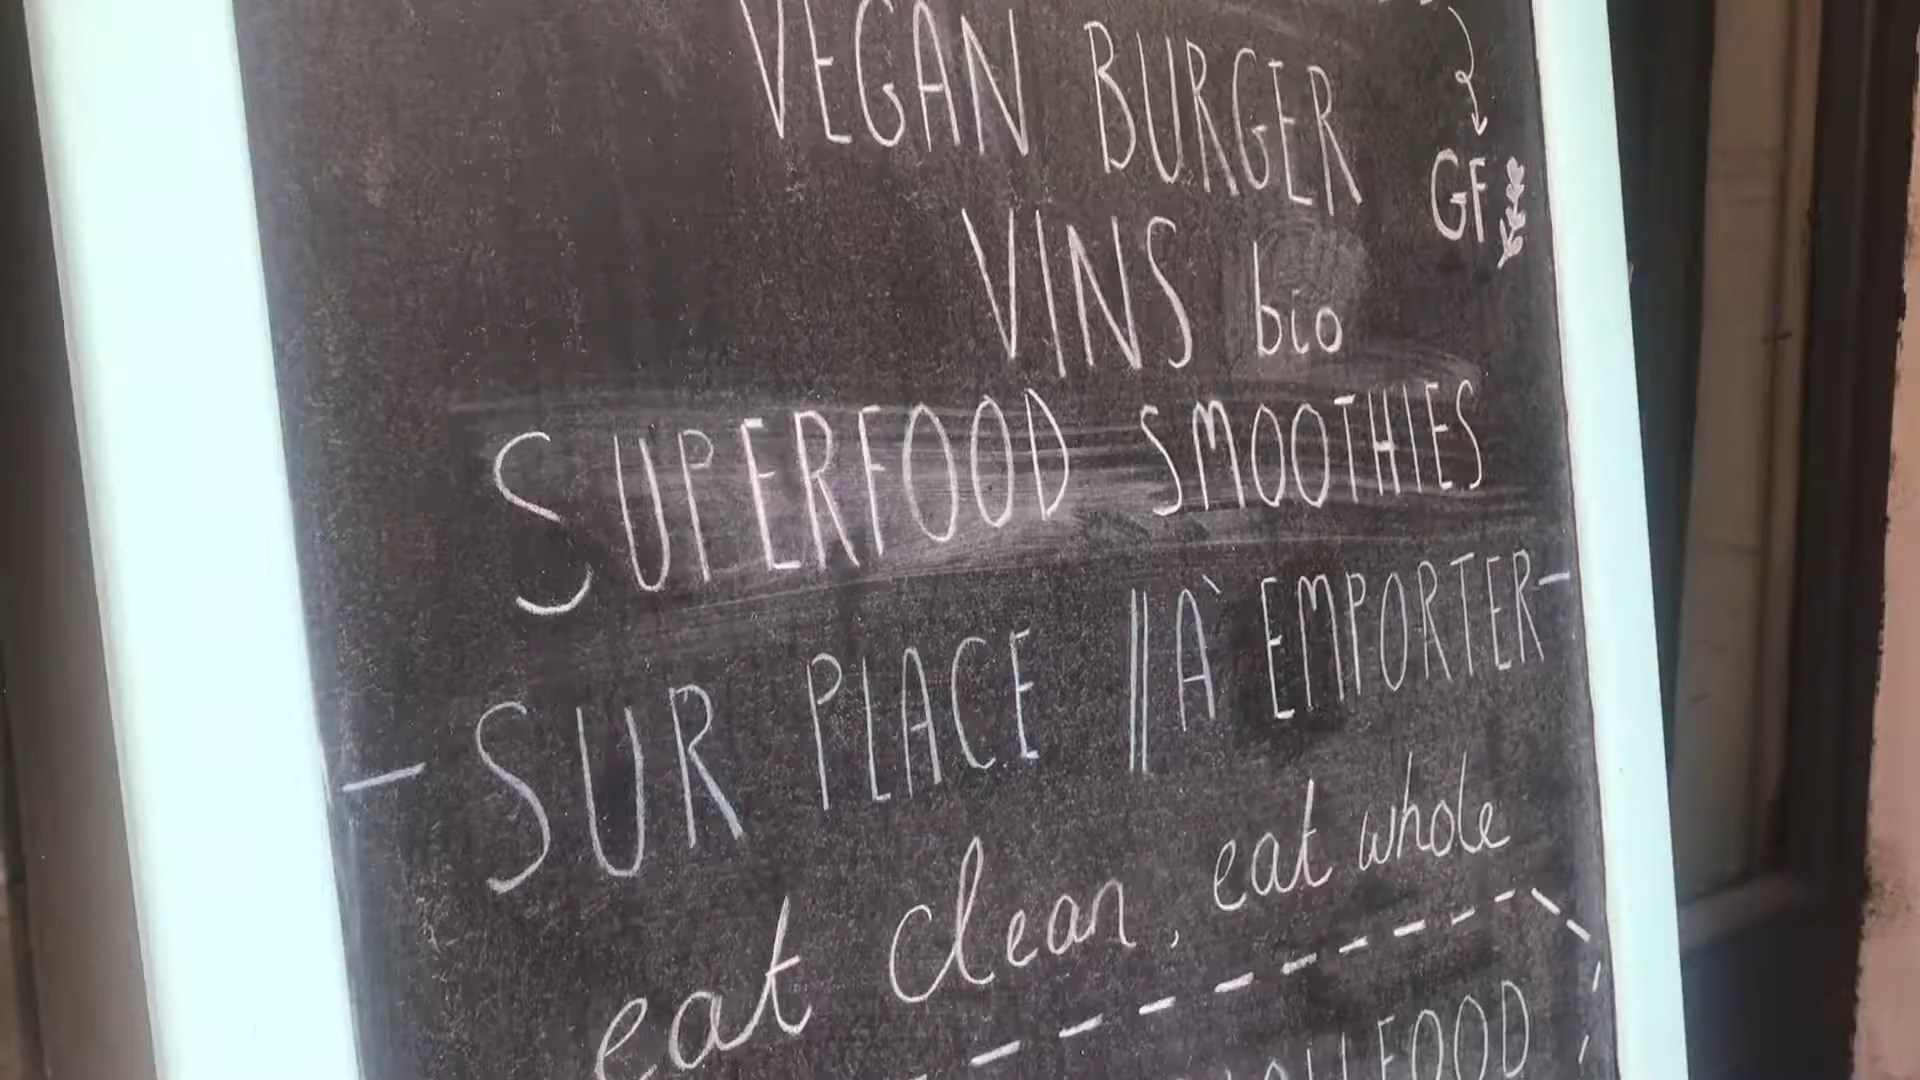 VEGAN BURGER
GF
VINS bio
SUPERFOOD SMOOTHIES
- SUR PLACE || À EMPORTER -
eat clean, eat whole